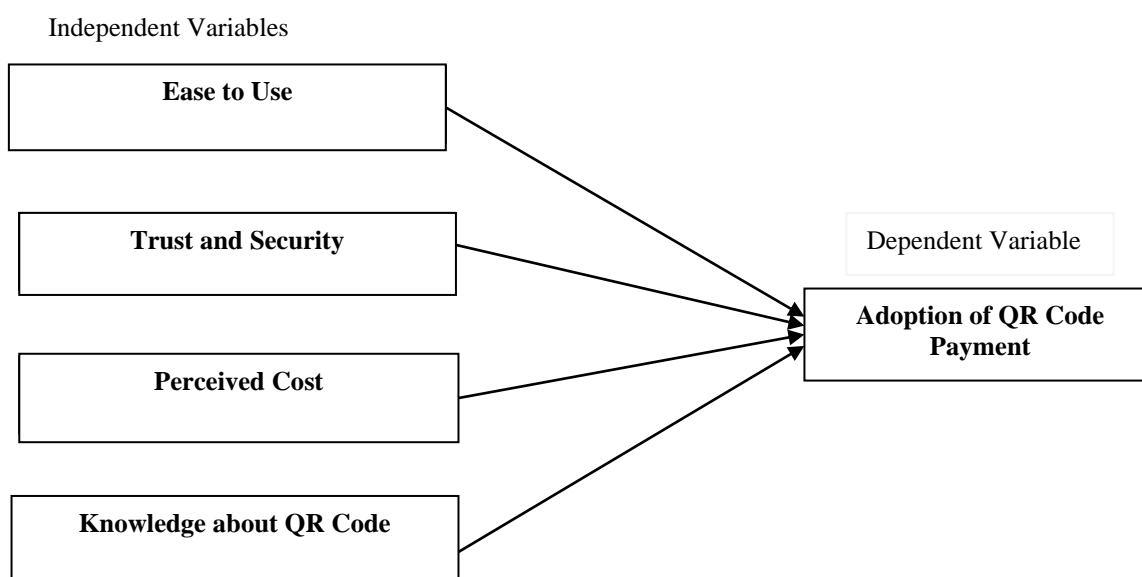 Independent Variables
Ease to Use
Trust and Security
Dependent Variable
Adoption of QR Code
Payment
Perceived Cost
Knowledge about QR Code